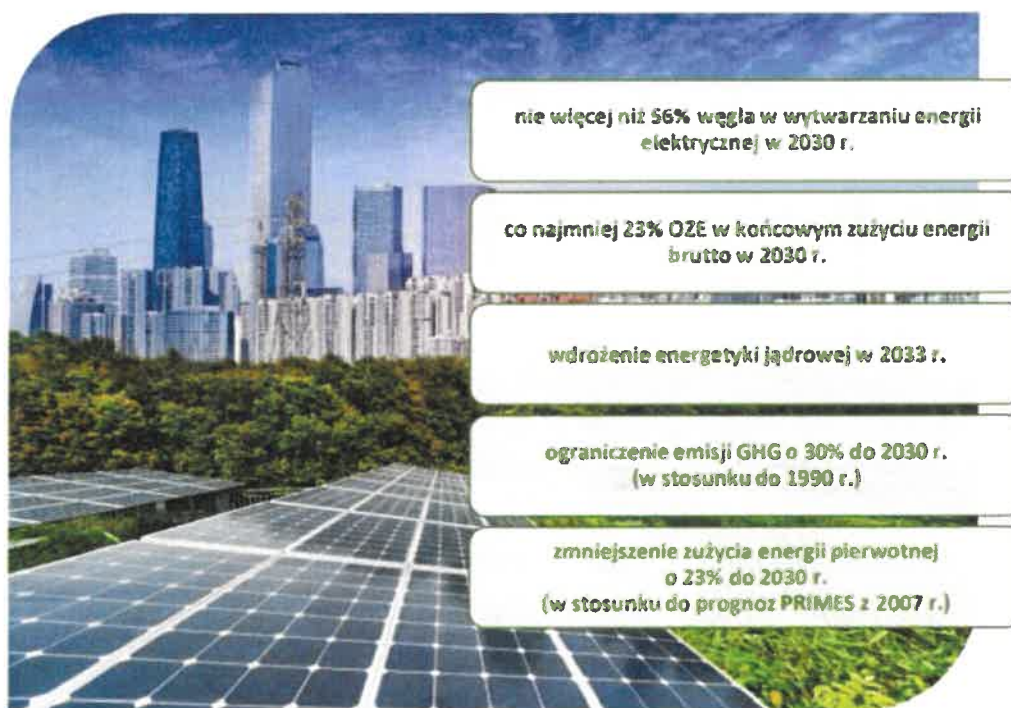 nie więcej niż 56% węgla w wytwarzaniu energii
elektrycznej w 2030 r.
co najmniej 23% OZE w końcowym zużyciu energii
brutto w 2030 r.
wdrożenie energetyki jądrowej w 2033 r.
ograniczenie emisji GHG o 30% do 2030 r.
(w stosunku do 1990 r.)
zmniejszenie zużycia energii pierwotnej
o 23% do 2030 r.
(w stosunku do prognoz PRIMES z 2007 r.)